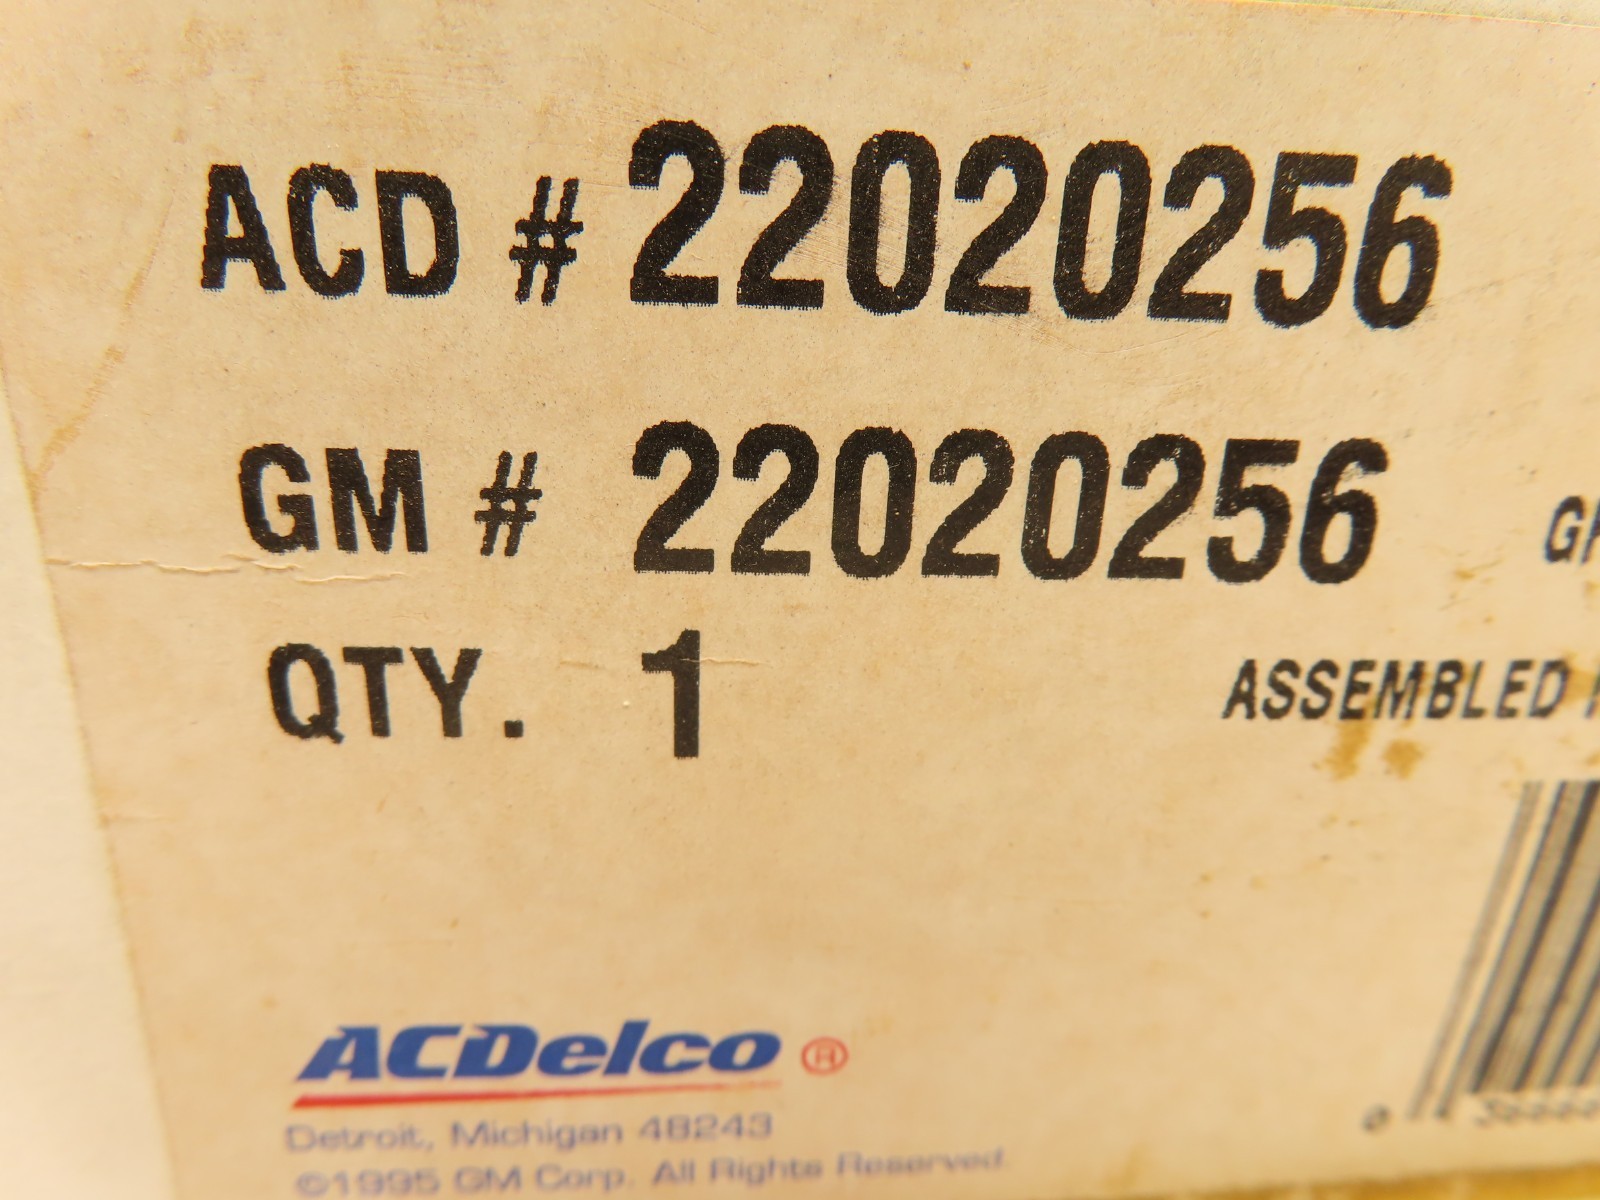 ACD # 22020256
GM # 22020256
QTY. 1
ASSEMBLED
ACDelco ®
Detroit, Michigan 48243
©1995 GM Corp. All Rights Reserved.